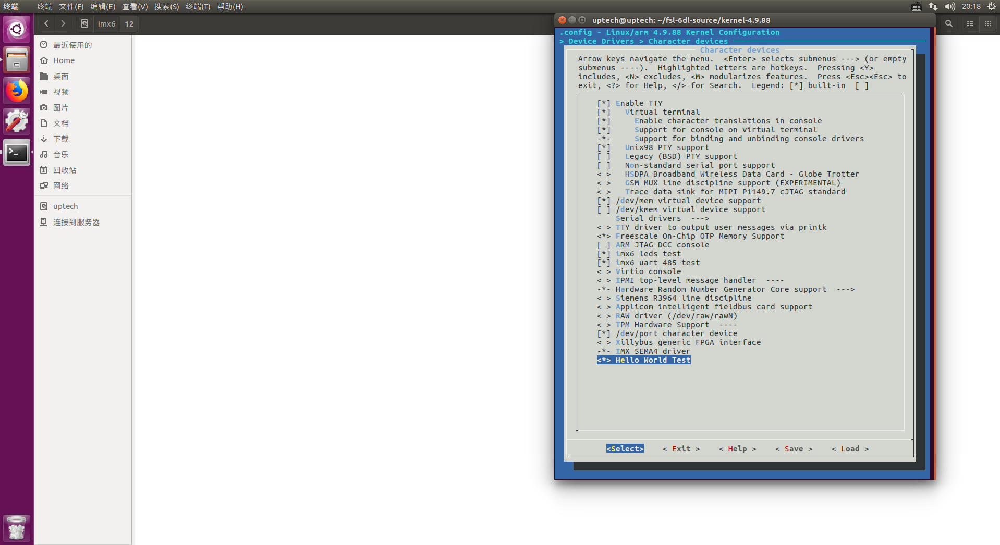 终端 终端 文件(F) 编辑(E) 查看(V) 搜索(S) 终端(T) 帮助(H) 20:18
imx6 12
最近使用的
Home
桌面
视频
图片
文档
下载
音乐
回收站
网络
uptech
连接到服务器
uptech@uptech: ~/fsl-6dl-source/kernel-4.9.88
.config - Linux/arm 4.9.88 Kernel Configuration
> Device Drivers > Character devices
Character devices
Arrow keys navigate the menu.  <Enter> selects submenus ---> (or empty
submenus ----).  Highlighted letters are hotkeys.  Pressing <Y>
includes, <N> excludes, <M> modularizes features.  Press <Esc><Esc> to
exit, <?> for Help, </> for Search.  Legend: [*] built-in  [ ]
[*] Enable TTY
[*]   Virtual terminal
[*]     Enable character translations in console
[*]     Support for console on virtual terminal
-*-     Support for binding and unbinding console drivers
[*]   Unix98 PTY support
[ ]   Legacy (BSD) PTY support
[ ]   Non-standard serial port support
< >   HSDPA Broadband Wireless Data Card - Globe Trotter
< >   GSM MUX line discipline support (EXPERIMENTAL)
< >   Trace data sink for MIPI P1149.7 cJTAG standard
[*] /dev/mem virtual device support
[ ] /dev/kmem virtual device support
Serial drivers  --->
< > TTY driver to output user messages via printk
<*> Freescale On-Chip OTP Memory Support
[ ] ARM JTAG DCC console
[*] imx6 leds test
[*] imx6 uart 485 test
< > Virtio console
< > IPMI top-level message handler  ----
-*- Hardware Random Number Generator Core support  --->
< > Siemens R3964 line discipline
< > Applicom intelligent fieldbus card support
< > RAW driver (/dev/raw/rawN)
< > TPM Hardware Support  ----
[*] /dev/port character device
< > Xillybus generic FPGA interface
-*- IMX SEMA4 driver
<*> Hello World Test
<Select>    < Exit >    < Help >    < Save >    < Load >